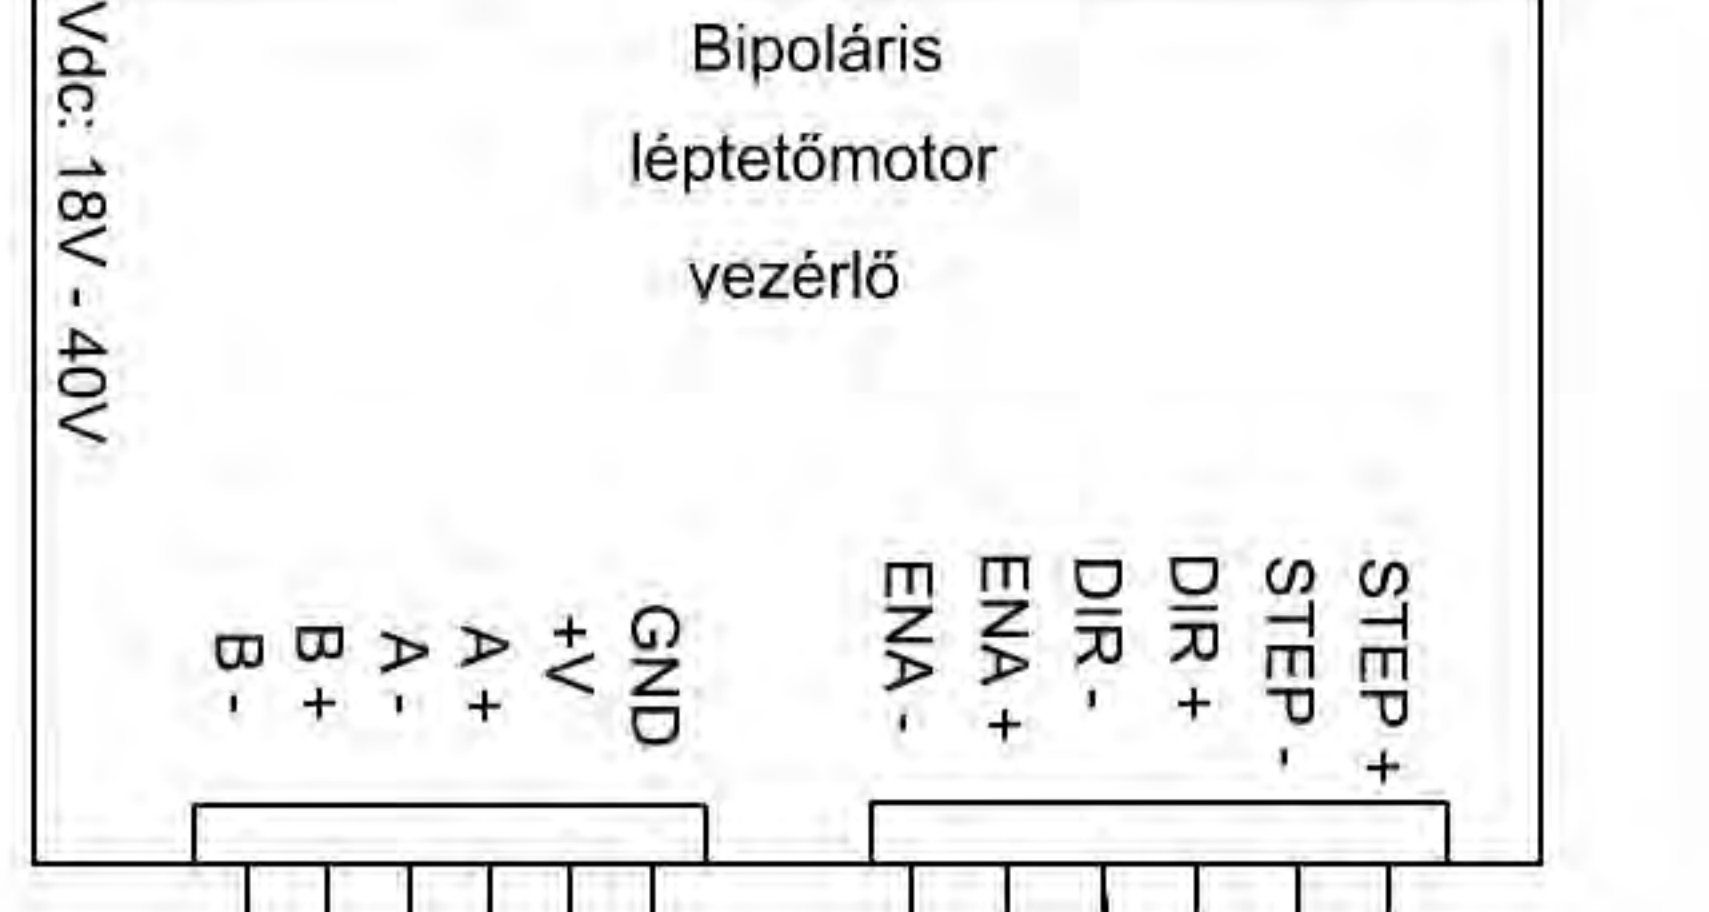 Bipoláris
léptetőmotor
vezérlő
Vdc: 18V - 40V
B -
B +
A -
A +
+V
GND
ENA -
ENA +
DIR -
DIR +
STEP -
STEP +